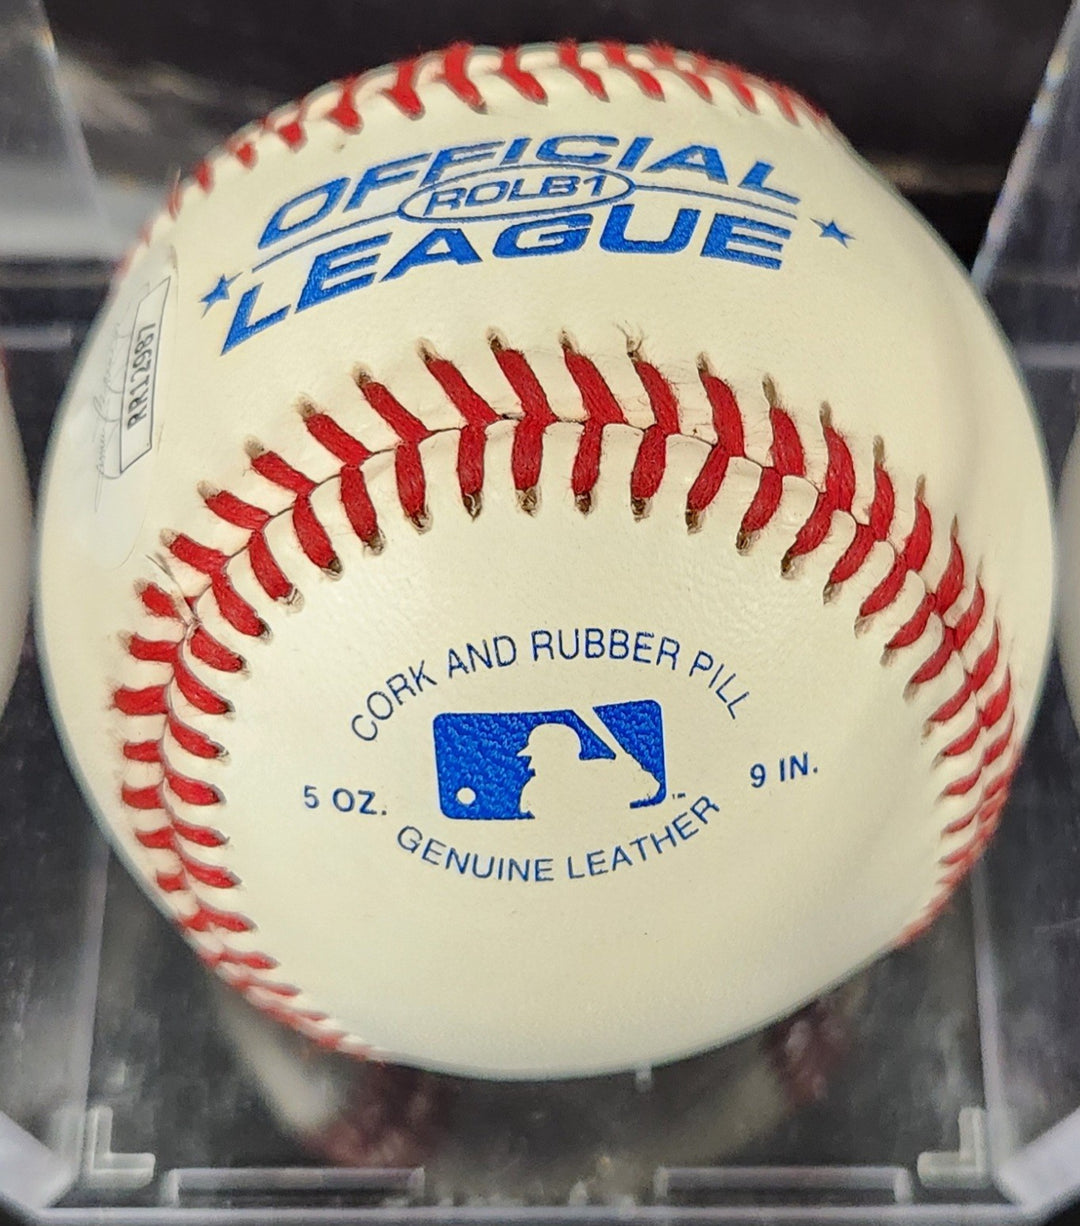 OFFICIAL
ROLB1
LEAGUE
RR12987
CORK AND RUBBER PILL
5 OZ.
9 IN.
GENUINE LEATHER